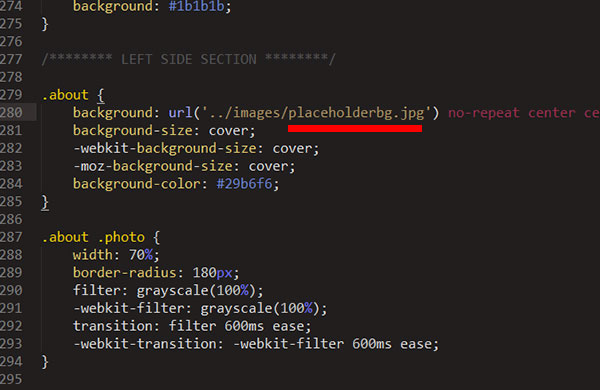 274 background: #1b1b1b;
275 }
276
277 /******** LEFT SIDE SECTION ********/
278
279 .about {
280 background: url('../images/placeholderbg.jpg') no-repeat center ce
281 background-size: cover;
282 -webkit-background-size: cover;
283 -moz-background-size: cover;
284 background-color: #29b6f6;
285 }
286
287 .about .photo {
288 width: 70%;
289 border-radius: 180px;
290 filter: grayscale(100%);
291 -webkit-filter: grayscale(100%);
292 transition: filter 600ms ease;
293 -webkit-transition: -webkit-filter 600ms ease;
294 }
295